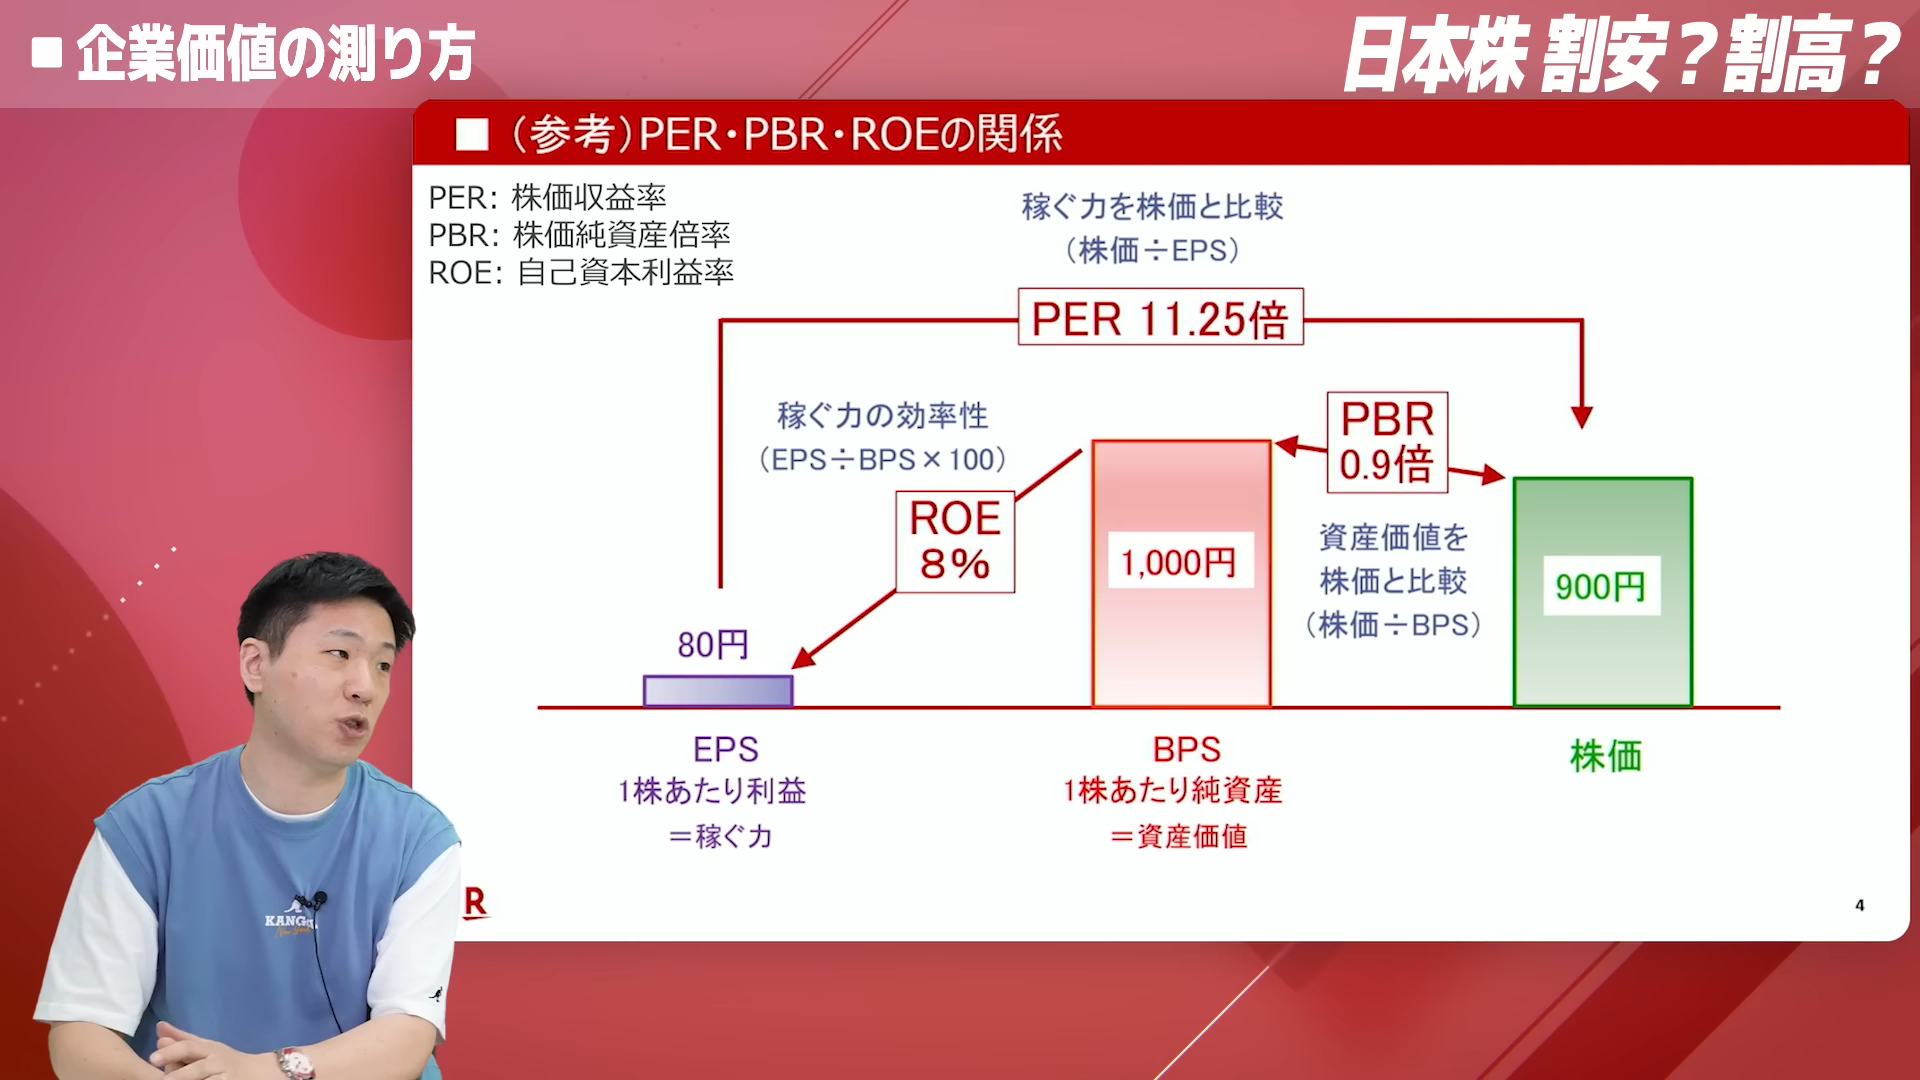 ■ 企業価値の測り方
日本株 割安？割高？
■ （参考）PER・PBR・ROEの関係
PER: 株価収益率
PBR: 株価純資産倍率
ROE: 自己資本利益率
稼ぐ力を株価と比較
（株価÷EPS）
PER 11.25倍
稼ぐ力の効率性
（EPS÷BPS×100）
ROE
8%
PBR
0.9倍
資産価値を
株価と比較
（株価÷BPS）
80円
1,000円
900円
EPS
1株あたり利益
＝稼ぐ力
BPS
1株あたり純資産
＝資産価値
株価
R
4